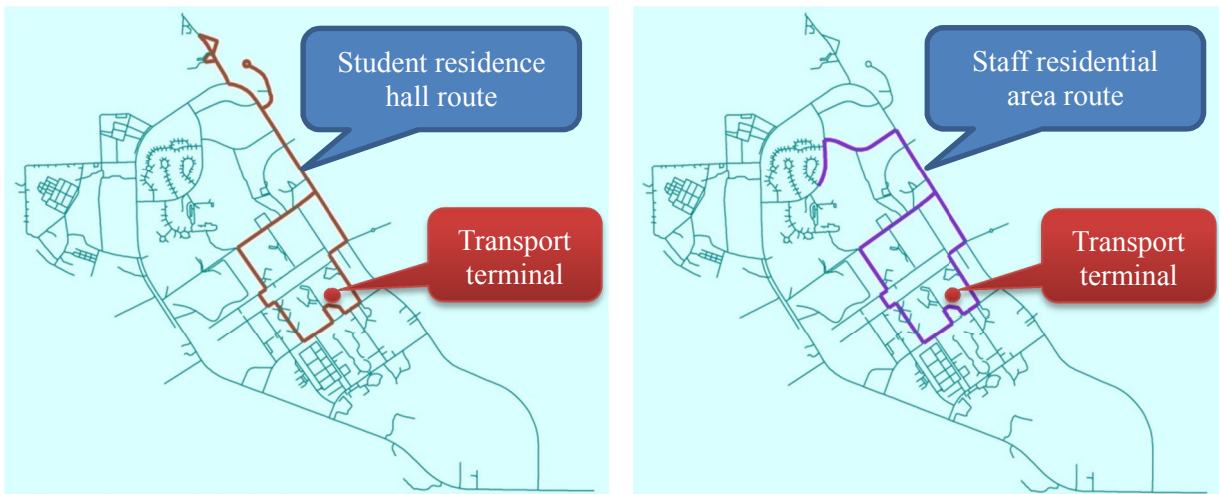 Student residence
hall route
Transport
terminal
Staff residential
area route
Transport
terminal